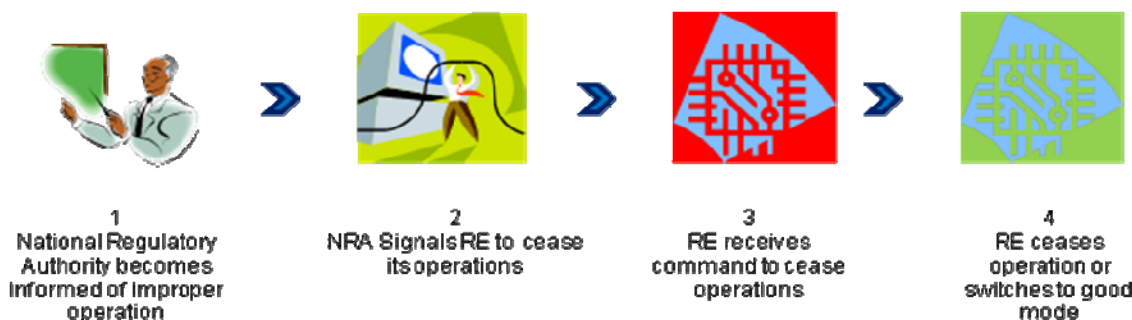 1
National Regulatory
Authority becomes
informed of improper
operation
2
NRA Signals RE to cease
its operations
3
RE receives
command to cease
operations
4
RE ceases
operation or
switches to good
mode